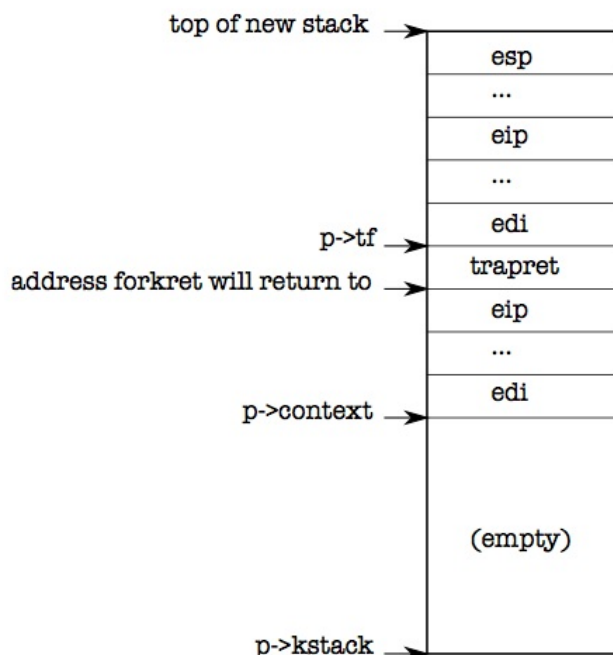 top of new stack
esp
...
eip
...
edi
p->tf
trapret
address forkret will return to
eip
...
edi
p->context
(empty)
p->kstack